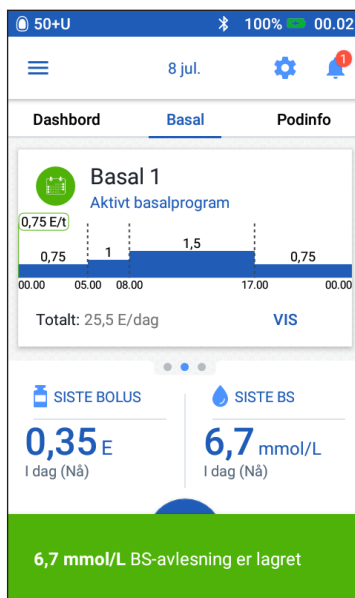 50+U 100% 00.02
8 jul. 1
Dashbord Basal Podinfo
Basal 1
Aktivt basalprogram
0,75 E/t
0,75 1 1,5 0,75
00.00 05.00 08.00 17.00 00.00
Totalt: 25,5 E/dag VIS
SISTE BOLUS SISTE BS
0,35 E 6,7 mmol/L
I dag (Nå) I dag (Nå)
6,7 mmol/L BS-avlesning er lagret